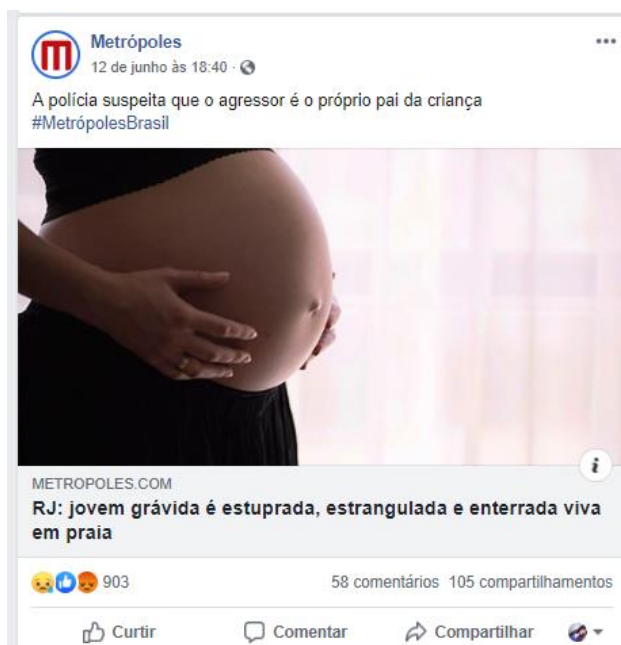 Metrópoles
12 de junho às 18:40 ·
A polícia suspeita que o agressor é o próprio pai da criança
#MetrópolesBrasil
METROPOLES.COM
RJ: jovem grávida é estuprada, estrangulada e enterrada viva
em praia
903 58 comentários 105 compartilhamentos
Curtir Comentar Compartilhar